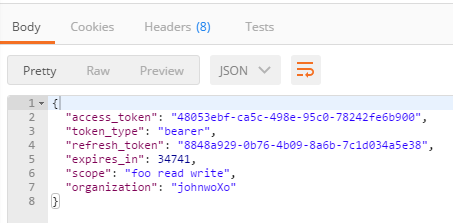 Body Cookies Headers (8) Tests
Pretty Raw Preview JSON
1 {
2 "access_token": "48053ebf-ca5c-498e-95c0-78242fe6b900",
3 "token_type": "bearer",
4 "refresh_token": "8848a929-0b76-4b09-8a6b-7c1d034a5e38",
5 "expires_in": 34741,
6 "scope": "foo read write",
7 "organization": "johnwoXo"
8 }